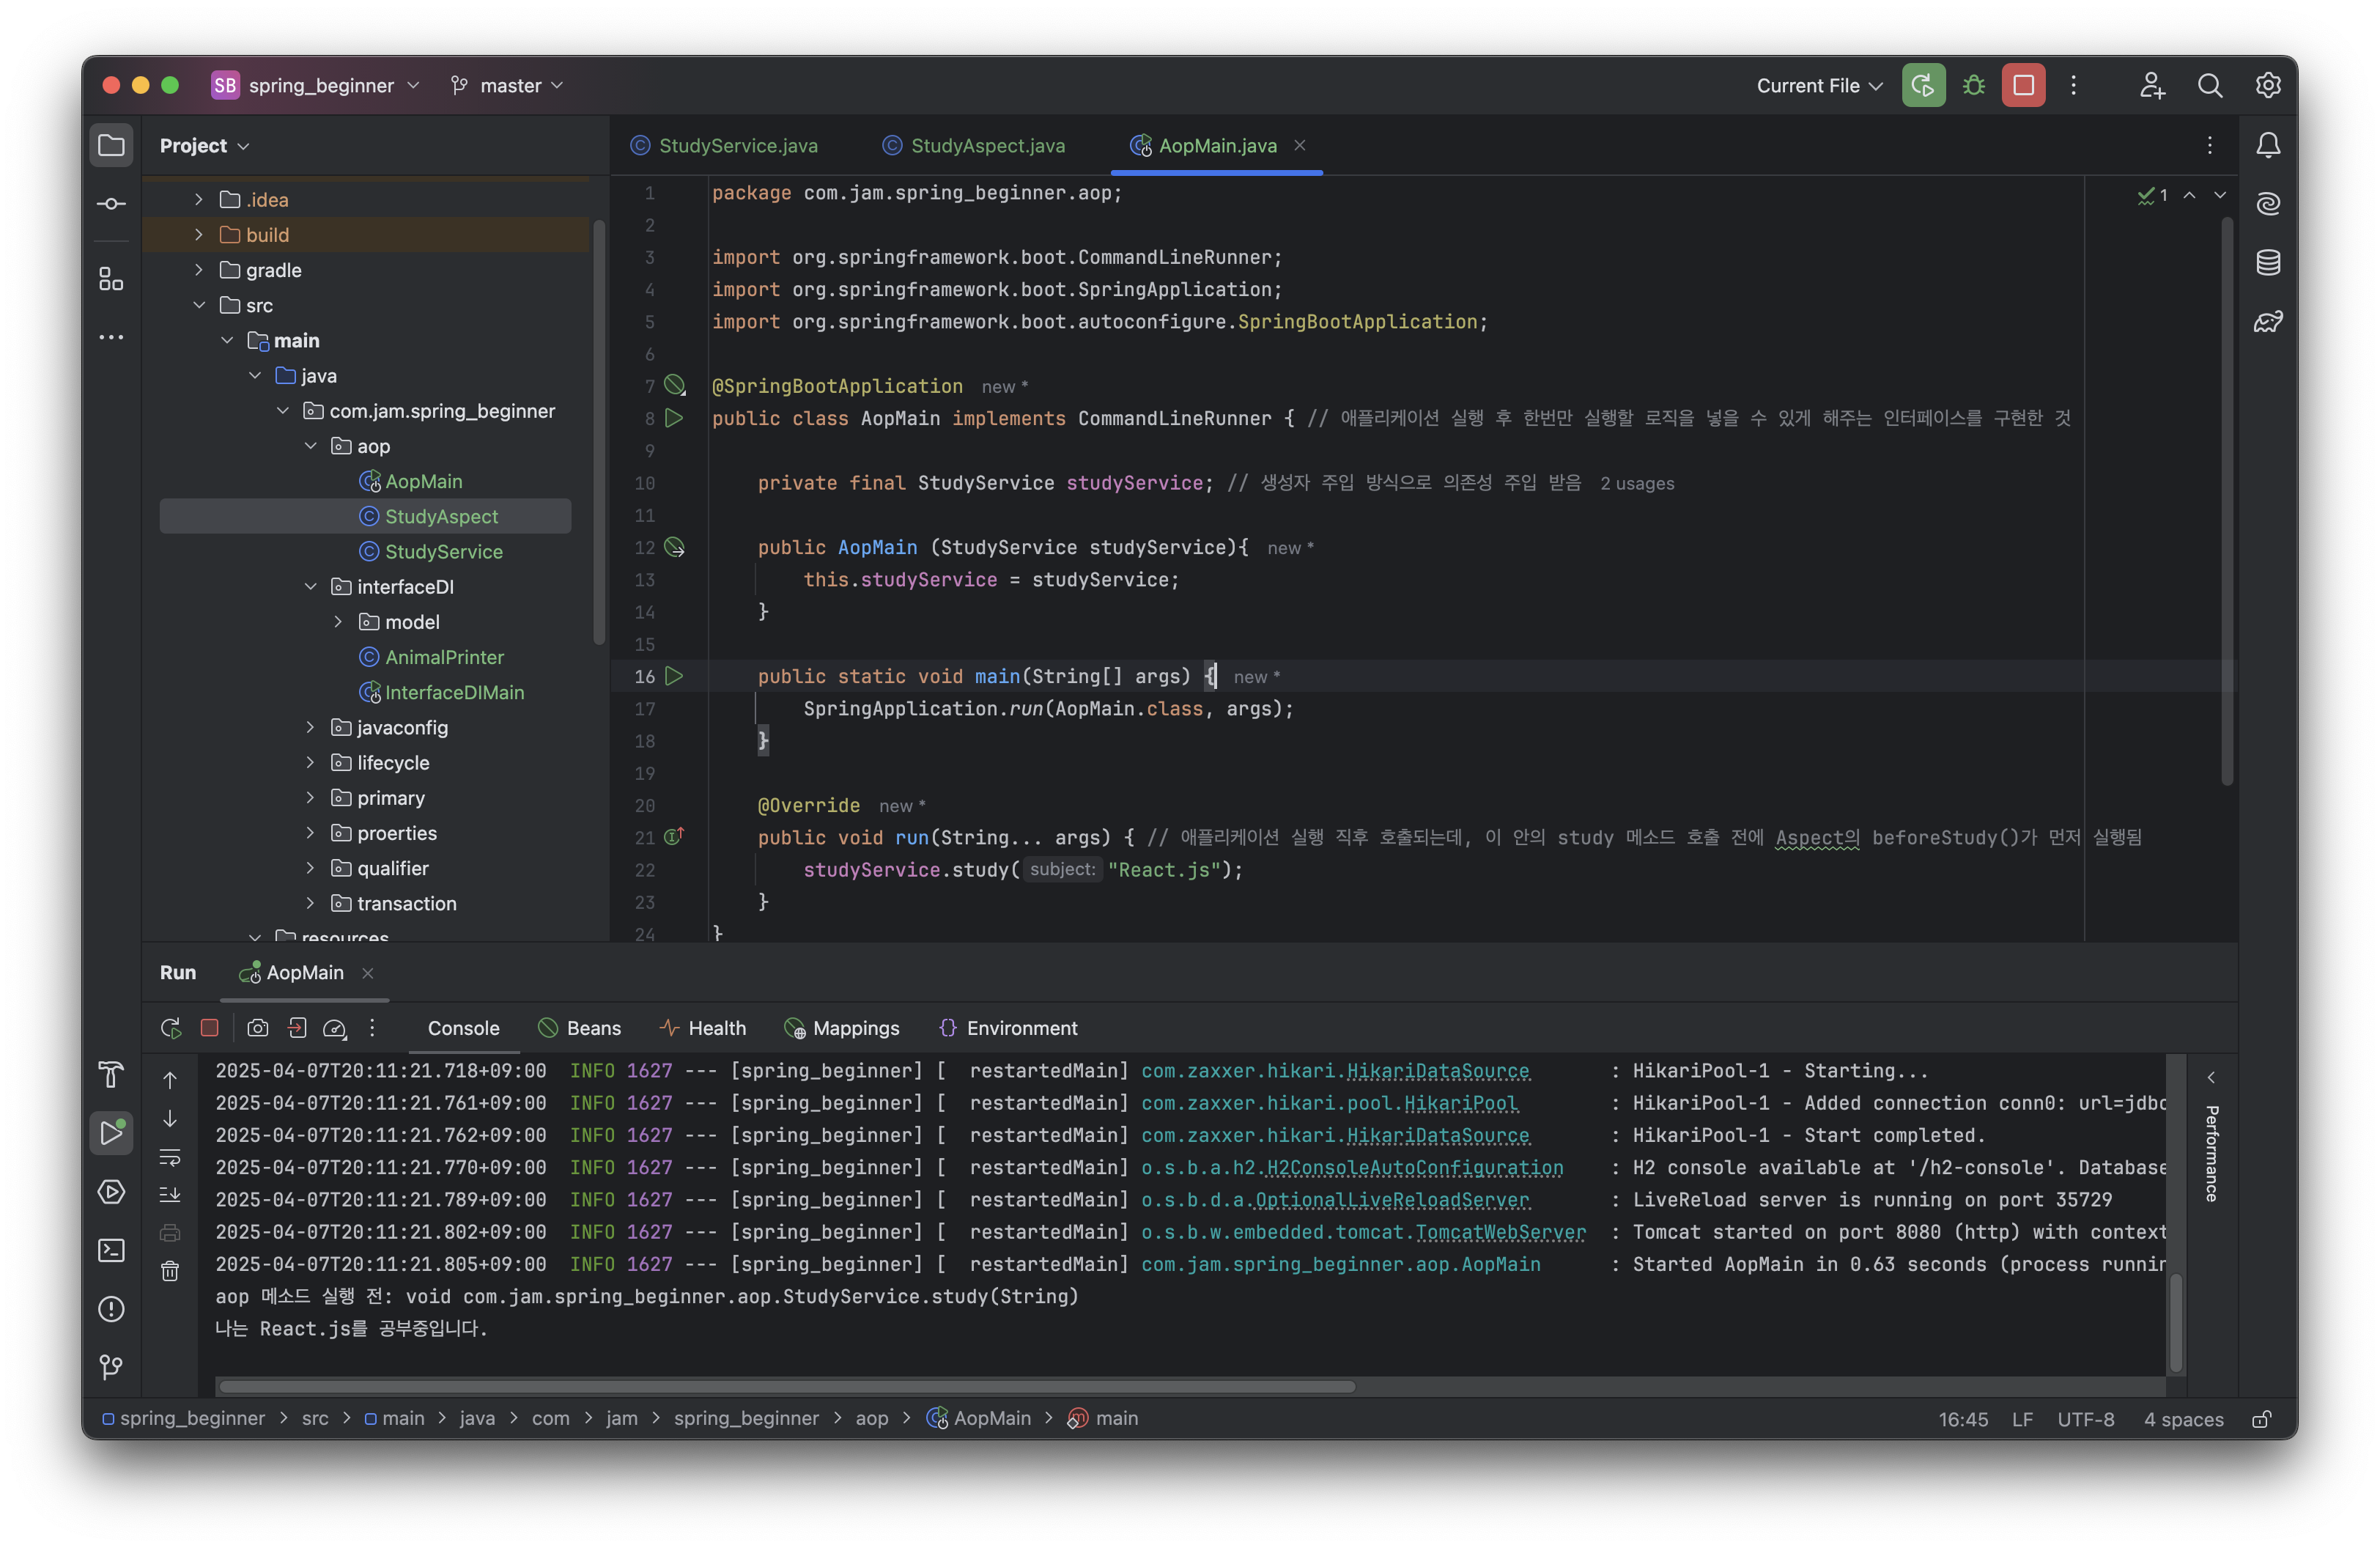 SB spring_beginner master Current File
Project
.idea
build
gradle
src
main
java
com.jam.spring_beginner
aop
AopMain
StudyAspect
StudyService
interfaceDI
model
AnimalPrinter
InterfaceDIMain
javaconfig
lifecycle
primary
proerties
qualifier
transaction
resources
StudyService.java StudyAspect.java AopMain.java
1
1 package com.jam.spring_beginner.aop;
2
3 import org.springframework.boot.CommandLineRunner;
4 import org.springframework.boot.SpringApplication;
5 import org.springframework.boot.autoconfigure.SpringBootApplication;
6
7 @SpringBootApplication new *
8 public class AopMain implements CommandLineRunner { // 애플리케이션 실행 후 한번만 실행할 로직을 넣을 수 있게 해주는 인터페이스를 구현한 것
9
10 private final StudyService studyService; // 생성자 주입 방식으로 의존성 주입 받음 2 usages
11
12 public AopMain (StudyService studyService){ new *
13 this.studyService = studyService;
14 }
15
16 public static void main(String[] args) { new *
17 SpringApplication.run(AopMain.class, args);
18 }
19
20 @Override new *
21 public void run(String... args) { // 애플리케이션 실행 직후 호출되는데, 이 안의 study 메소드 호출 전에 Aspect의 beforeStudy()가 먼저 실행됨
22 studyService.study( subject: "React.js");
23 }
24 }
Run AopMain
Console Beans Health Mappings Environment
2025-04-07T20:11:21.718+09:00 INFO 1627 --- [spring_beginner] [ restartedMain] com.zaxxer.hikari.HikariDataSource : HikariPool-1 - Starting...
2025-04-07T20:11:21.761+09:00 INFO 1627 --- [spring_beginner] [ restartedMain] com.zaxxer.hikari.pool.HikariPool : HikariPool-1 - Added connection conn0: url=jdbc
2025-04-07T20:11:21.762+09:00 INFO 1627 --- [spring_beginner] [ restartedMain] com.zaxxer.hikari.HikariDataSource : HikariPool-1 - Start completed.
2025-04-07T20:11:21.770+09:00 INFO 1627 --- [spring_beginner] [ restartedMain] o.s.b.a.h2.H2ConsoleAutoConfiguration : H2 console available at '/h2-console'. Database
2025-04-07T20:11:21.789+09:00 INFO 1627 --- [spring_beginner] [ restartedMain] o.s.b.d.a.OptionalLiveReloadServer : LiveReload server is running on port 35729
2025-04-07T20:11:21.802+09:00 INFO 1627 --- [spring_beginner] [ restartedMain] o.s.b.w.embedded.tomcat.TomcatWebServer : Tomcat started on port 8080 (http) with context
2025-04-07T20:11:21.805+09:00 INFO 1627 --- [spring_beginner] [ restartedMain] com.jam.spring_beginner.aop.AopMain : Started AopMain in 0.63 seconds (process runnin
aop 메소드 실행 전: void com.jam.spring_beginner.aop.StudyService.study(String)
나는 React.js를 공부중입니다.
Performance
spring_beginner > src > main > java > com > jam > spring_beginner > aop > AopMain > main
16:45 LF UTF-8 4 spaces